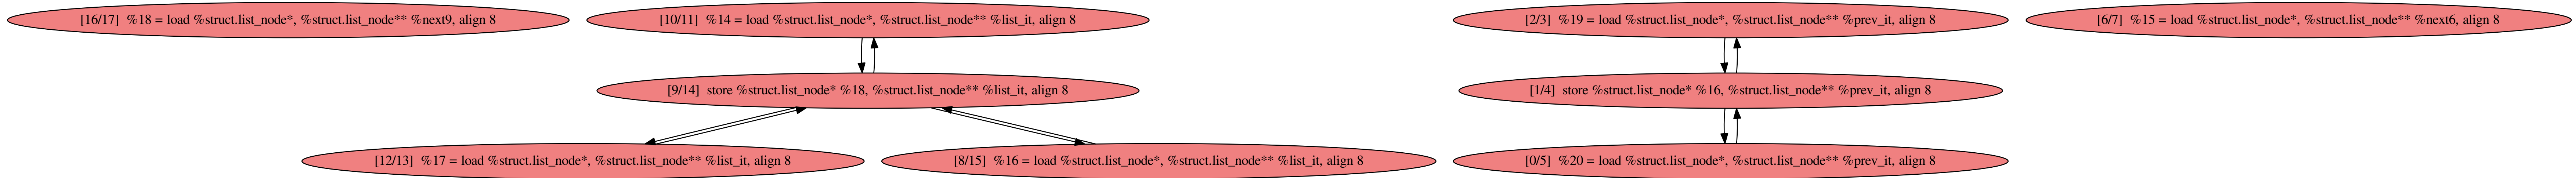 [16/17]  %18 = load %struct.list_node*, %struct.list_node** %next9, align 8
[10/11]  %14 = load %struct.list_node*, %struct.list_node** %list_it, align 8
[2/3]  %19 = load %struct.list_node*, %struct.list_node** %prev_it, align 8
[6/7]  %15 = load %struct.list_node*, %struct.list_node** %next6, align 8
[9/14]  store %struct.list_node* %18, %struct.list_node** %list_it, align 8
[1/4]  store %struct.list_node* %16, %struct.list_node** %prev_it, align 8
[12/13]  %17 = load %struct.list_node*, %struct.list_node** %list_it, align 8
[8/15]  %16 = load %struct.list_node*, %struct.list_node** %list_it, align 8
[0/5]  %20 = load %struct.list_node*, %struct.list_node** %prev_it, align 8